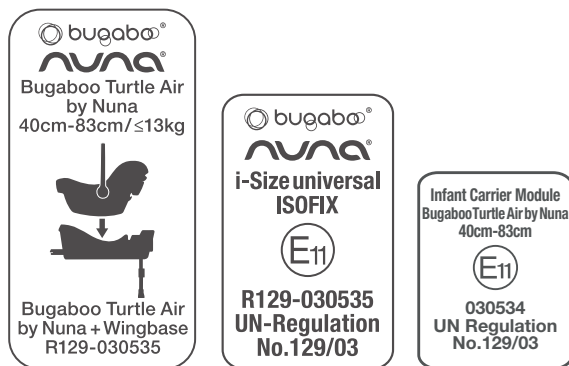 bugaboo®
nuna®
Bugaboo Turtle Air
by Nuna
40cm-83cm/≤13kg
Bugaboo Turtle Air
by Nuna + Wingbase
R129-030535
bugaboo®
nuna®
i-Size universal
ISOFIX
E11
R129-030535
UN-Regulation
No.129/03
Infant Carrier Module
Bugaboo Turtle Air by Nuna
40cm-83cm
E11
030534
UN Regulation
No.129/03